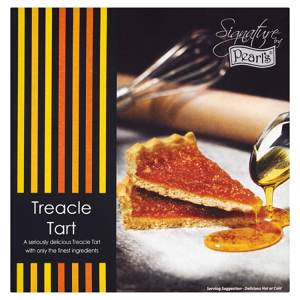 Signature
by
Pearl's
Treacle
Tart
A seriously delicious Treacle Tart
with only the finest ingredients
Serving Suggestion - Delicious Hot or Cold